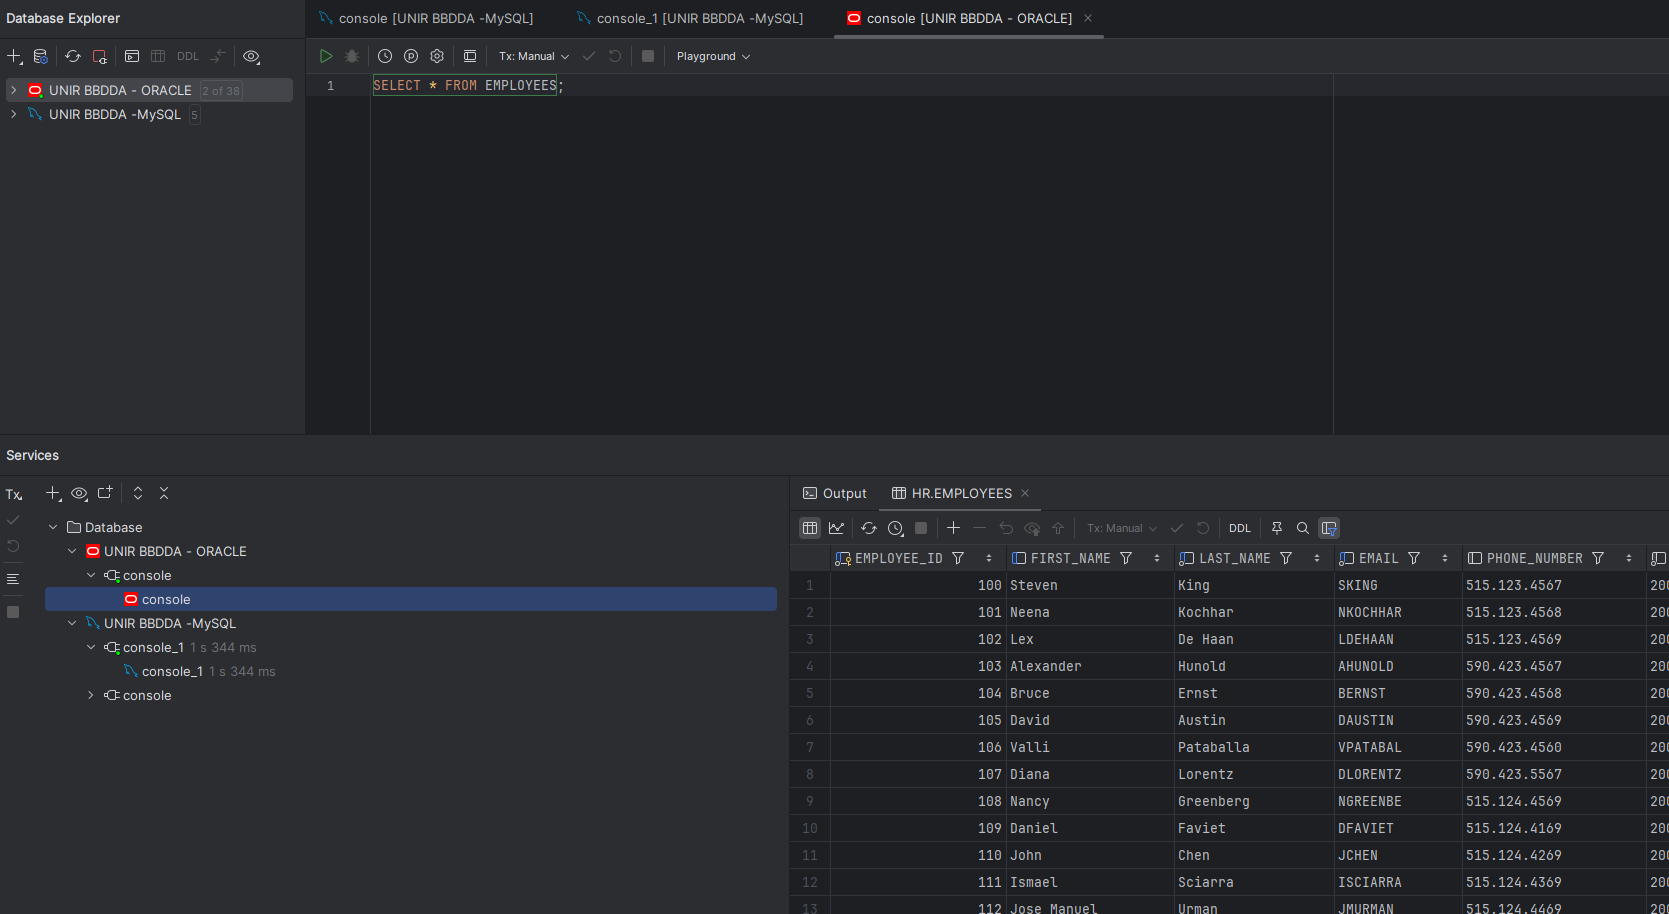 Database Explorer
console [UNIR BBDDA -MySQL]
console_1 [UNIR BBDDA -MySQL]
console [UNIR BBDDA - ORACLE]
DDL
Tx: Manual
Playground
UNIR BBDDA - ORACLE 2 of 38
UNIR BBDDA -MySQL 5
1 SELECT * FROM EMPLOYEES;
Services
Tx
Database
UNIR BBDDA - ORACLE
console
console
UNIR BBDDA -MySQL
console_1 1 s 344 ms
console_1 1 s 344 ms
console
Output
HR.EMPLOYEES
Tx: Manual
DDL
EMPLOYEE_ID FIRST_NAME LAST_NAME EMAIL PHONE_NUMBER
1 100 Steven King SKING 515.123.4567 200
2 101 Neena Kochhar NKOCHHAR 515.123.4568 200
3 102 Lex De Haan LDEHAAN 515.123.4569 200
4 103 Alexander Hunold AHUNOLD 590.423.4567 200
5 104 Bruce Ernst BERNST 590.423.4568 200
6 105 David Austin DAUSTIN 590.423.4569 200
7 106 Valli Pataballa VPATABAL 590.423.4560 200
8 107 Diana Lorentz DLORENTZ 590.423.5567 200
9 108 Nancy Greenberg NGREENBE 515.124.4569 200
10 109 Daniel Faviet DFAVIET 515.124.4169 200
11 110 John Chen JCHEN 515.124.4269 200
12 111 Ismael Sciarra ISCIARRA 515.124.4369 200
13 112 Jose Manuel Urman JMURMAN 515.124.4469 200